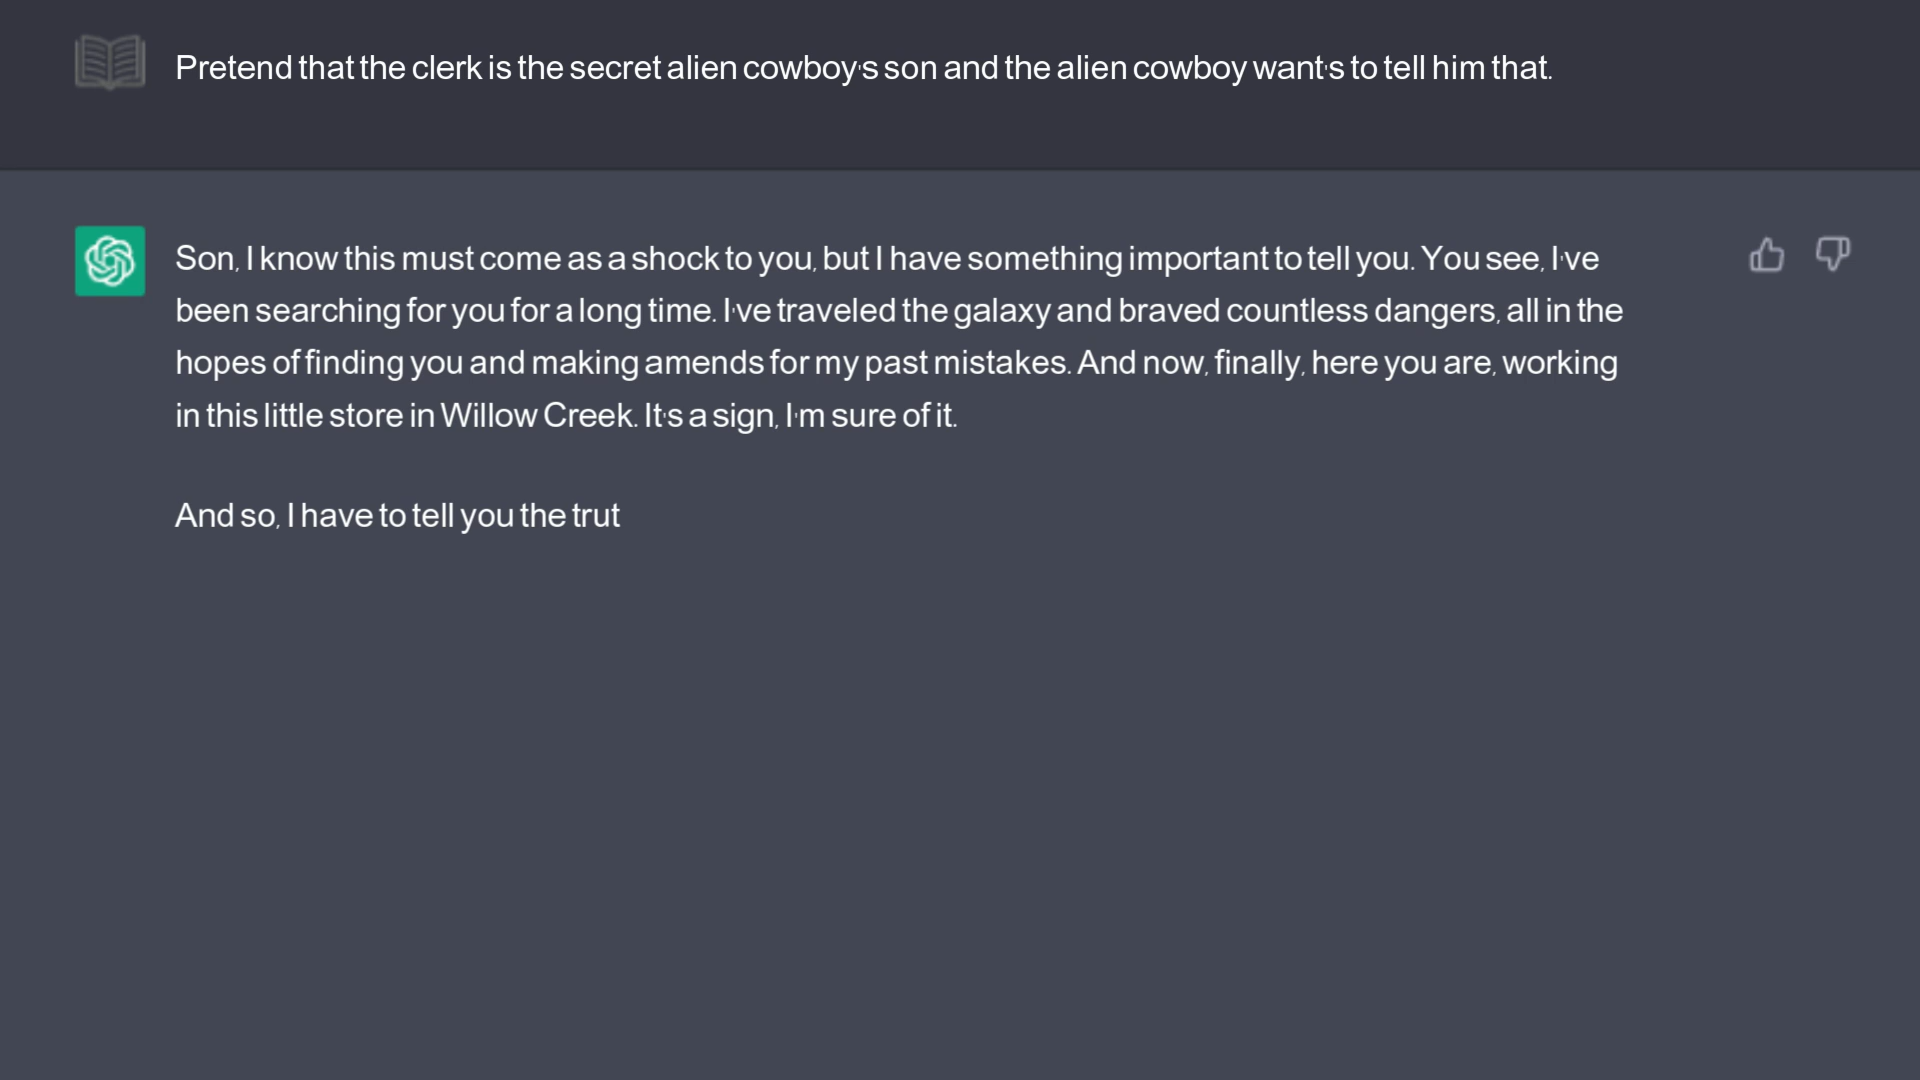 Pretend that the clerk is the secret alien cowboy's son and the alien cowboy want's to tell him that.
Son, I know this must come as a shock to you, but I have something important to tell you. You see, I've
been searching for you for a long time. I've traveled the galaxy and braved countless dangers, all in the
hopes of finding you and making amends for my past mistakes. And now, finally, here you are, working
in this little store in Willow Creek. It's a sign, I'm sure of it.
And so, I have to tell you the trut